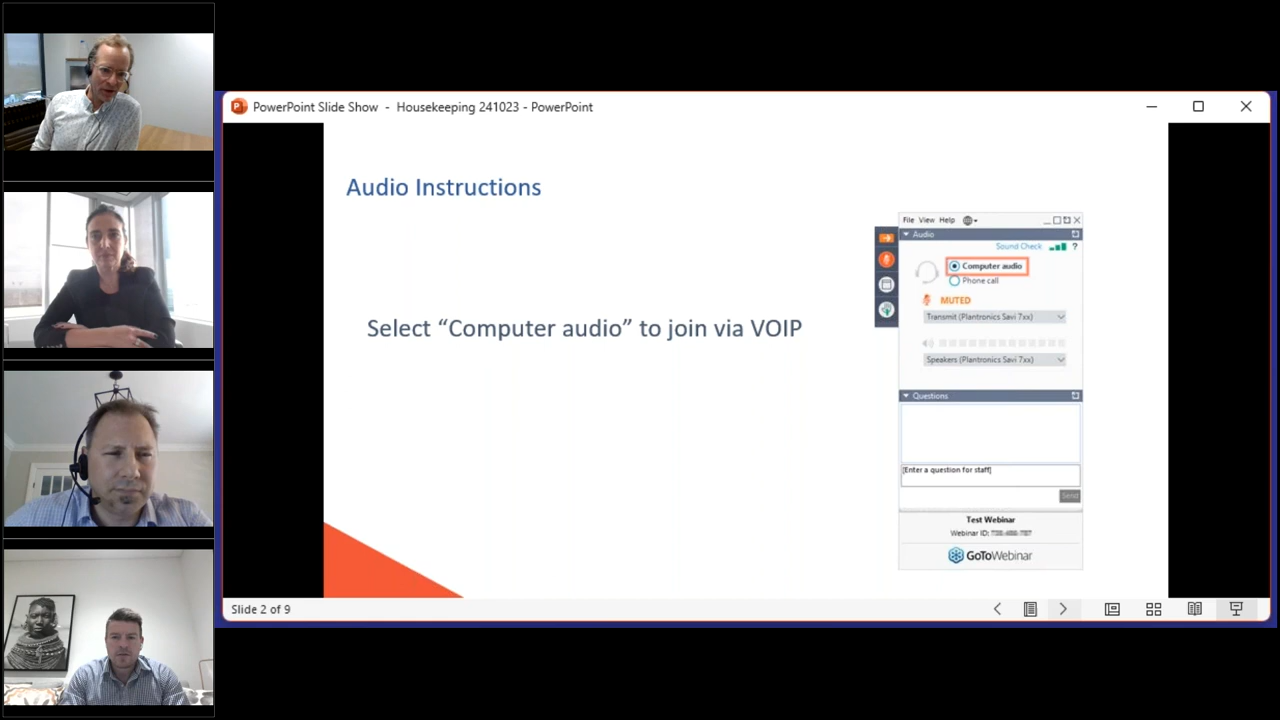 PowerPoint Slide Show - Housekeeping 241023 - PowerPoint
Audio Instructions
Select “Computer audio” to join via VOIP
File View Help
Audio
Sound Check ?
Computer audio
Phone call
MUTED
Transmit (Plantronics Savi 7xx)
Speakers (Plantronics Savi 7xx)
Questions
[Enter a question for staff]
Send
Test Webinar
Webinar ID:
GoToWebinar
Slide 2 of 9